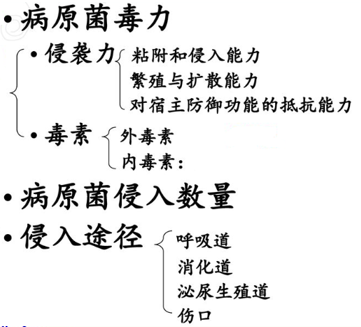 • 病原菌毒力
• 侵袭力
粘附和侵入能力
繁殖与扩散能力
对宿主防御功能的抵抗能力
• 毒素
外毒素
内毒素：
• 病原菌侵入数量
• 侵入途径
呼吸道
消化道
泌尿生殖道
伤口